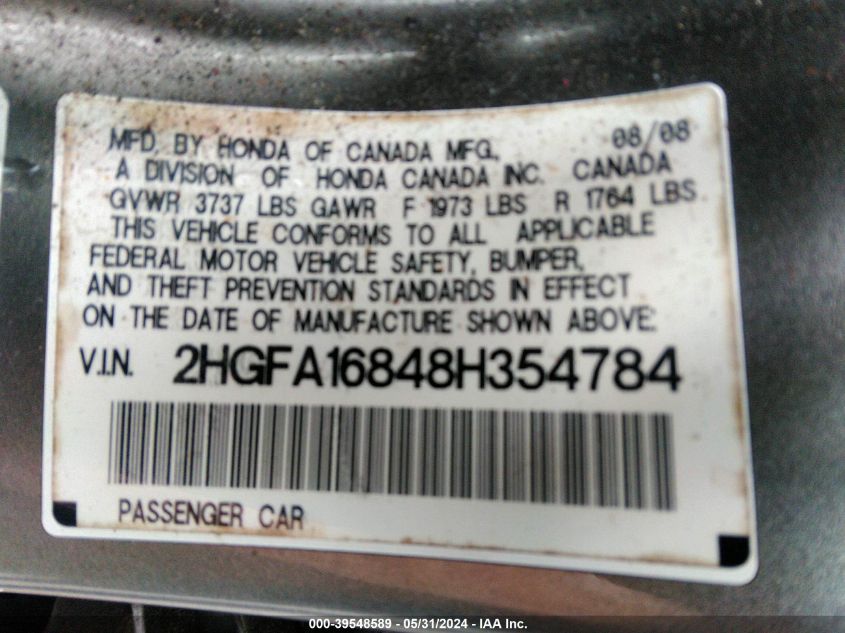 MFD. BY HONDA OF CANADA MFG., 08/08
A DIVISION OF HONDA CANADA INC. CANADA
GVWR 3737 LBS GAWR F 1973 LBS R 1764 LBS
THIS VEHICLE CONFORMS TO ALL APPLICABLE
FEDERAL MOTOR VEHICLE SAFETY, BUMPER,
AND THEFT PREVENTION STANDARDS IN EFFECT
ON THE DATE OF MANUFACTURE SHOWN ABOVE.
V.I.N. 2HGFA16848H354784
PASSENGER CAR
000-39548589 - 05/31/2024 - IAA Inc.